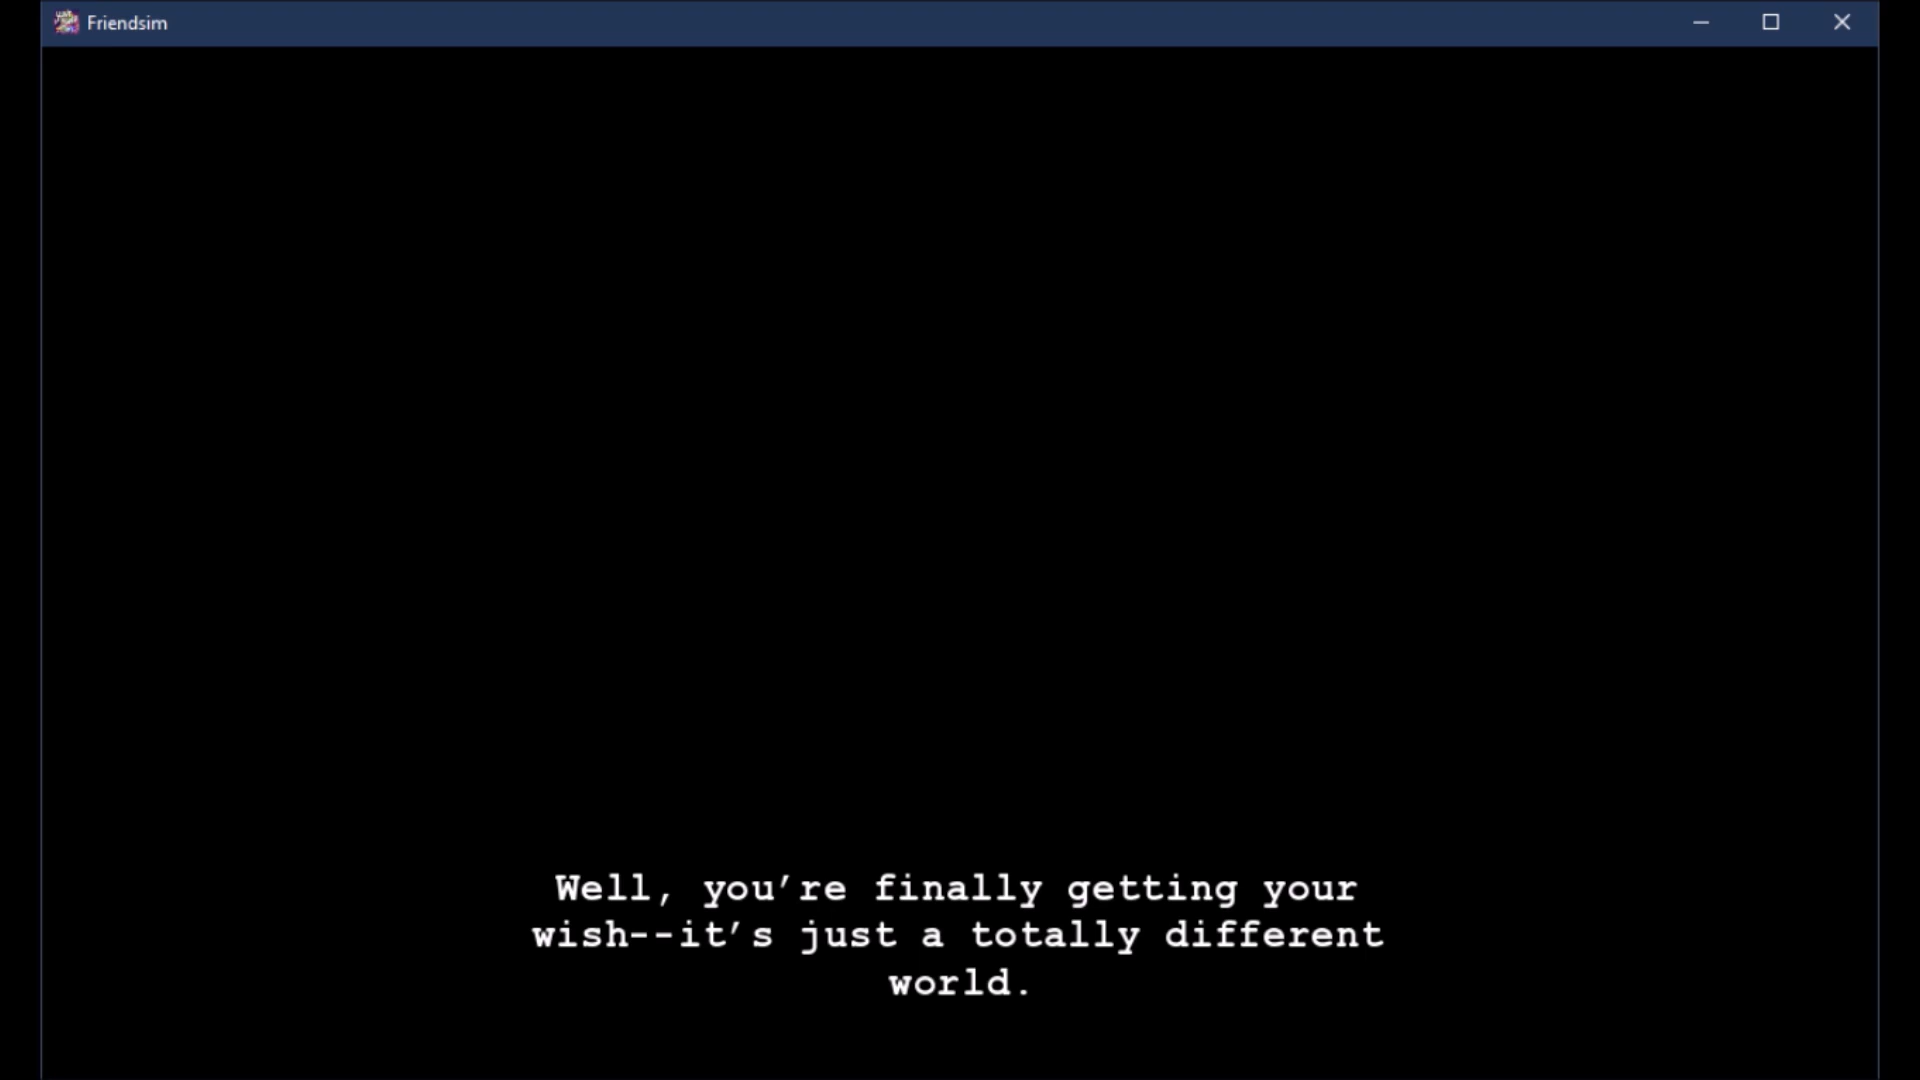 Friendsim
Well, you’re finally getting your
wish--it’s just a totally different
world.